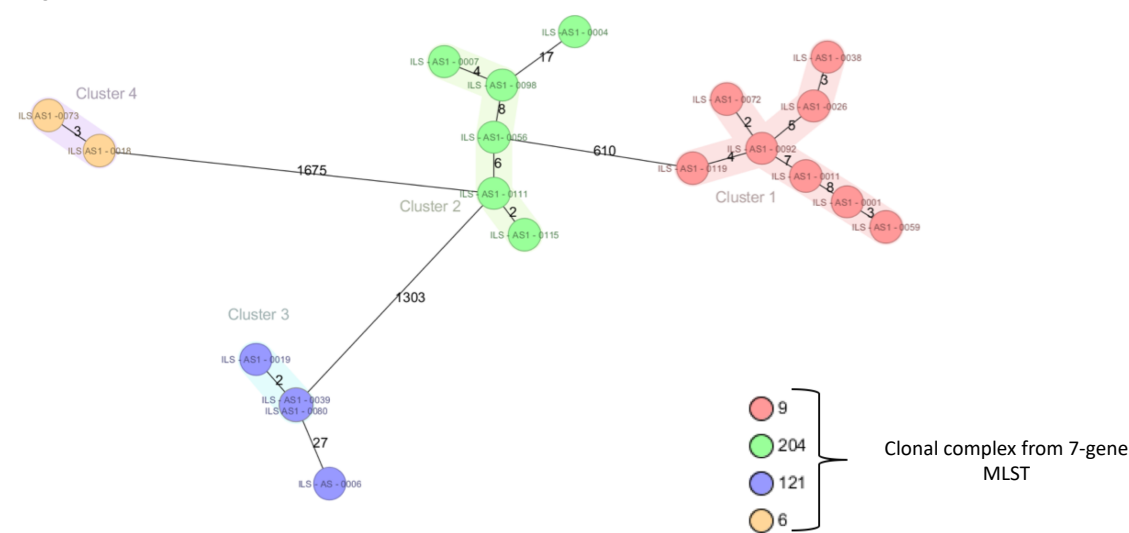 ILS -AS1 - 0004
17
ILS - AS1 - 0007
4
ILS - AS1 - 0098
8
ILS - AS1 - 0056
6
ILS - AS1 - 0111
2
ILS - AS1 - 0115
Cluster 2
610
ILS - AS1 - 0038
3
ILS - AS1 -0026
5
ILS - AS1 - 0072
2
ILS - AS1 - 0092
4
ILS - AS1 - 0119
7
ILS - AS1 - 0011
8
ILS - AS1 - 0001
3
ILS - AS1 - 0059
Cluster 1
Cluster 4
ILS AS1 - 0073
3
ILS AS1 - 0018
1675
1303
Cluster 3
ILS - AS1 - 0019
2
ILS - AS1 - 0039
ILS AS1 - 0080
27
ILS - AS - 0006
9
204
121
6
Clonal complex from 7-gene
MLST